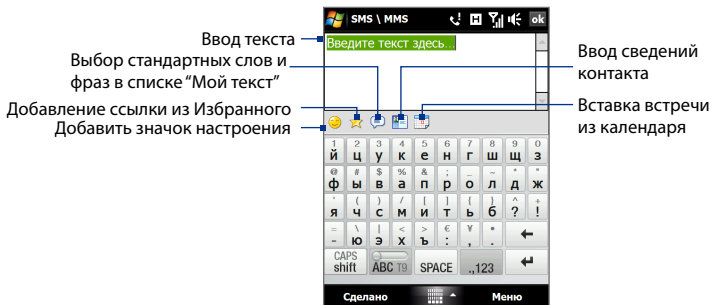 SMS \ MMS
H
ok
Введите текст здесь...
Ввод текста
Выбор стандартных слов и
фраз в списке “Мой текст”
Добавление ссылки из Избранного
Добавить значок настроения
Ввод сведений
контакта
Вставка встречи
из календаря
1 2 3 4 5 6 7 8 9 0
й ц у к е н г ш щ з
@ # $ % & ; _ ~ * "
ф ы в а п р о л д ж
' ( ) / [ ] { } ^ +
я ч с м и т ь б ? !
= \ | < > € ¥ •
- ю э х ъ : , .
CAPS
shift ABC T9 SPACE .,123
Сделано Меню